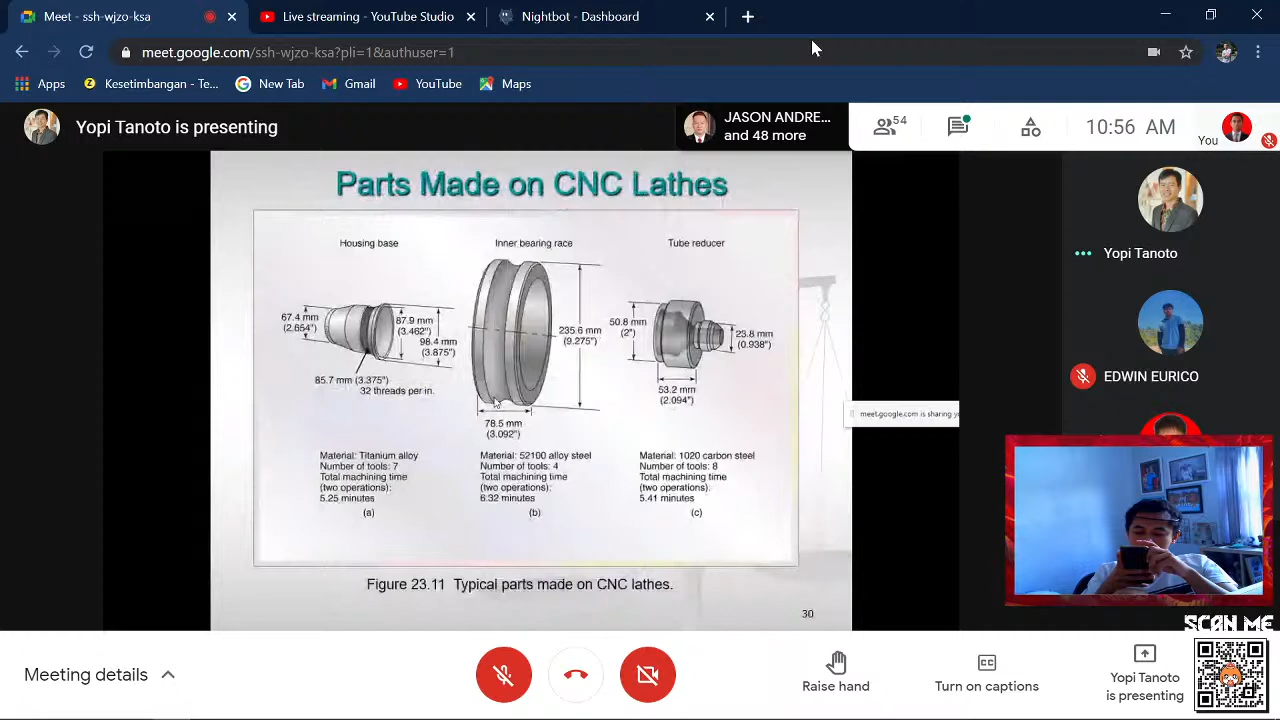 Meet - ssh-wjzo-ksa
Live streaming - YouTube Studio
Nightbot - Dashboard
meet.google.com/ssh-wjzo-ksa?pli=1&authuser=1
Apps
Kesetimbangan - Te...
New Tab
Gmail
YouTube
Maps
Yopi Tanoto is presenting
JASON ANDRE...
and 48 more
54
10:56 AM
You
Parts Made on CNC Lathes
Housing base
Inner bearing race
Tube reducer
67.4 mm
(2.654")
87.9 mm
(3.462")
98.4 mm
(3.875")
85.7 mm (3.375")
32 threads per in.
235.6 mm
(9.275")
78.5 mm
(3.092")
50.8 mm
(2")
23.8 mm
(0.938")
53.2 mm
(2.094")
Material: Titanium alloy
Number of tools: 7
Total machining time
(two operations):
5.25 minutes
(a)
Material: 52100 alloy steel
Number of tools: 4
Total machining time
(two operations):
6.32 minutes
(b)
Material: 1020 carbon steel
Number of tools: 8
Total machining time
(two operations):
5.41 minutes
(c)
Figure 23.11 Typical parts made on CNC lathes.
30
meet.google.com is sharing
Yopi Tanoto
EDWIN EURICO
SCAN ME
Meeting details
Raise hand
Turn on captions
Yopi Tanoto
is presenting